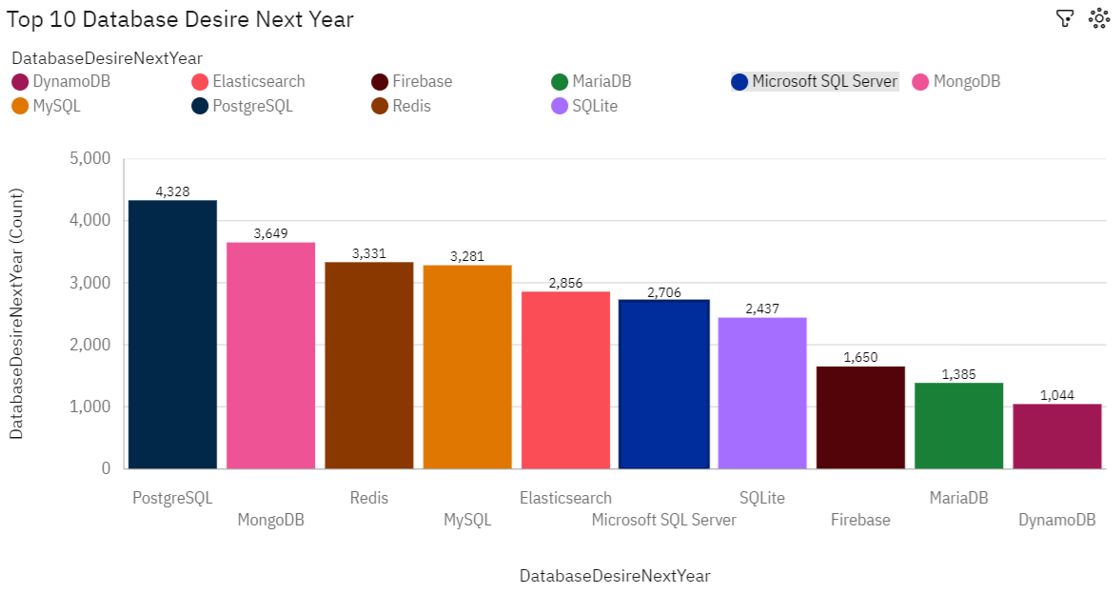 Top 10 Database Desire Next Year
DatabaseDesireNextYear
DynamoDB Elasticsearch Firebase MariaDB Microsoft SQL Server MongoDB
MySQL PostgreSQL Redis SQLite
DatabaseDesireNextYear (Count)
5,000
4,000
3,000
2,000
1,000
0
4,328
3,649
3,331
3,281
2,856
2,706
2,437
1,650
1,385
1,044
PostgreSQL
MongoDB
Redis
MySQL
Elasticsearch
Microsoft SQL Server
SQLite
Firebase
MariaDB
DynamoDB
DatabaseDesireNextYear